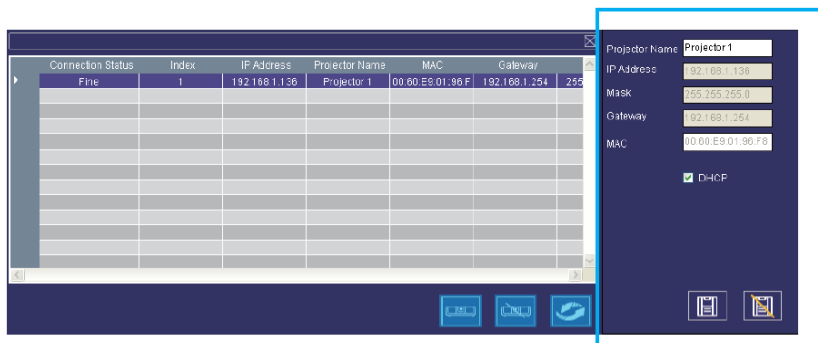 Connection Status Index IP Address Projector Name MAC Gateway
Fine 1 192.168.1.136 Projector 1 00.60.E9.01.96.F 192.168.1.254 255
Projector Name Projector 1
IP Address 192.168.1.136
Mask 255.255.255.0
Gateway 192.168.1.254
MAC 00.60.E9.01.96.F8
DHCP